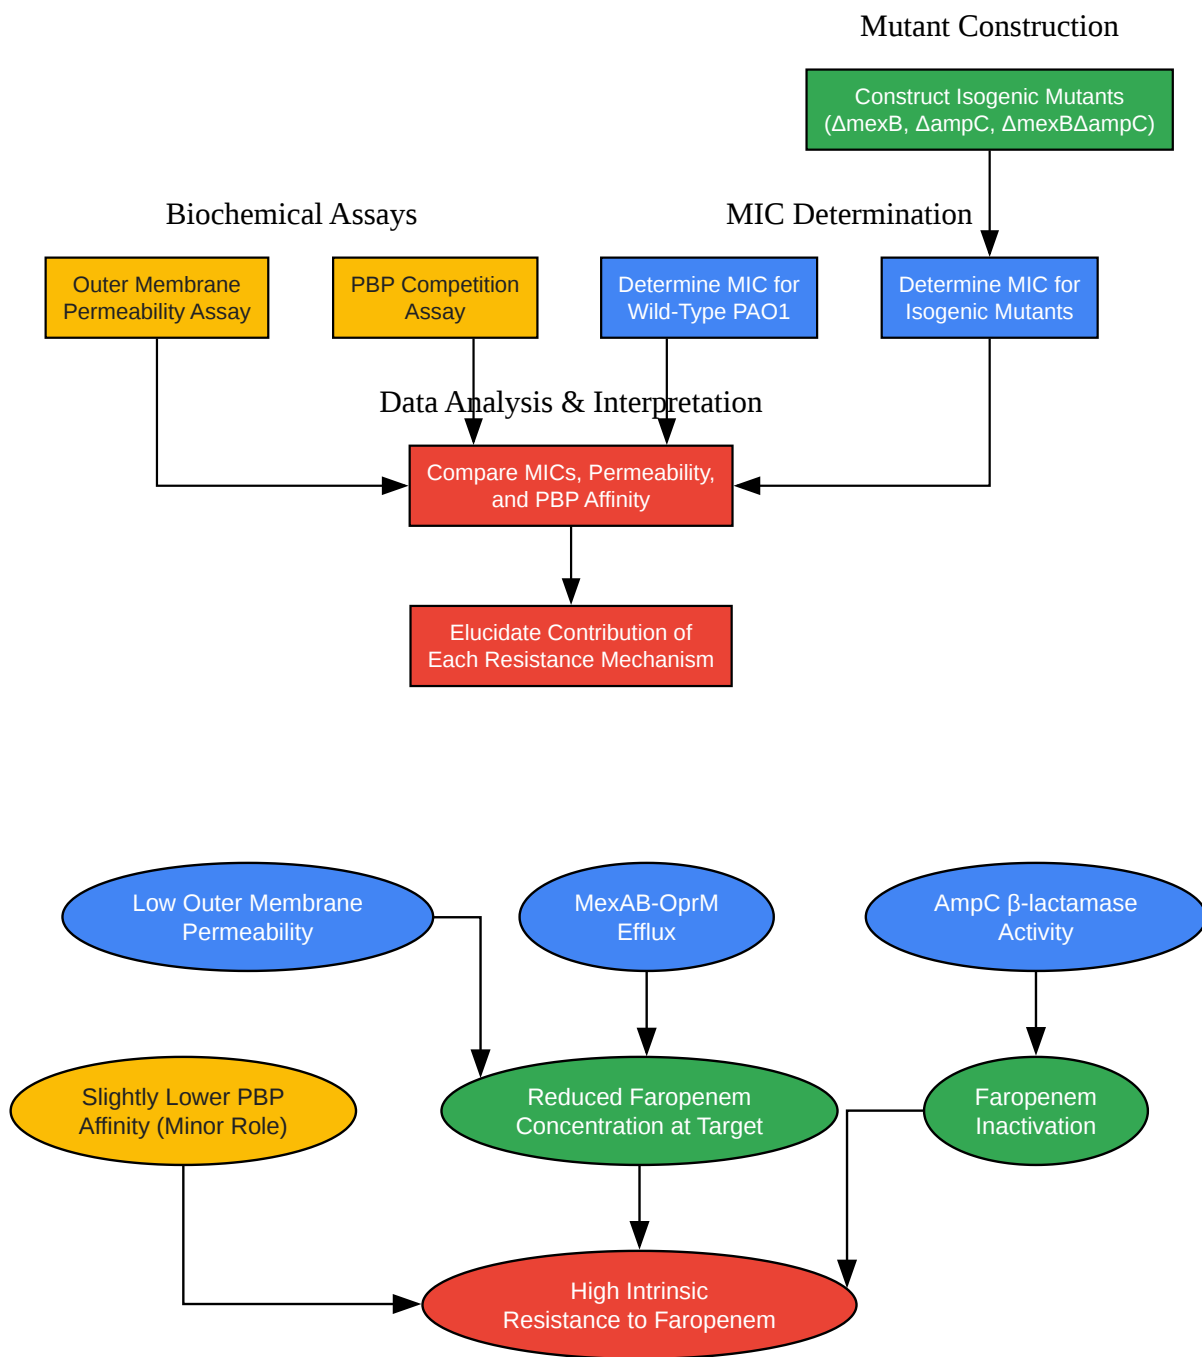 Mutant Construction
Construct Isogenic Mutants
(ΔmexB, ΔampC, ΔmexBΔampC)
Biochemical Assays
MIC Determination
Outer Membrane
Permeability Assay
PBP Competition
Assay
Determine MIC for
Wild-Type PAO1
Determine MIC for
Isogenic Mutants
Data Analysis & Interpretation
Compare MICs, Permeability,
and PBP Affinity
Elucidate Contribution of
Each Resistance Mechanism
Low Outer Membrane
Permeability
MexAB-OprM
Efflux
AmpC β-lactamase
Activity
Slightly Lower PBP
Affinity (Minor Role)
Reduced Faropenem
Concentration at Target
Faropenem
Inactivation
High Intrinsic
Resistance to Faropenem